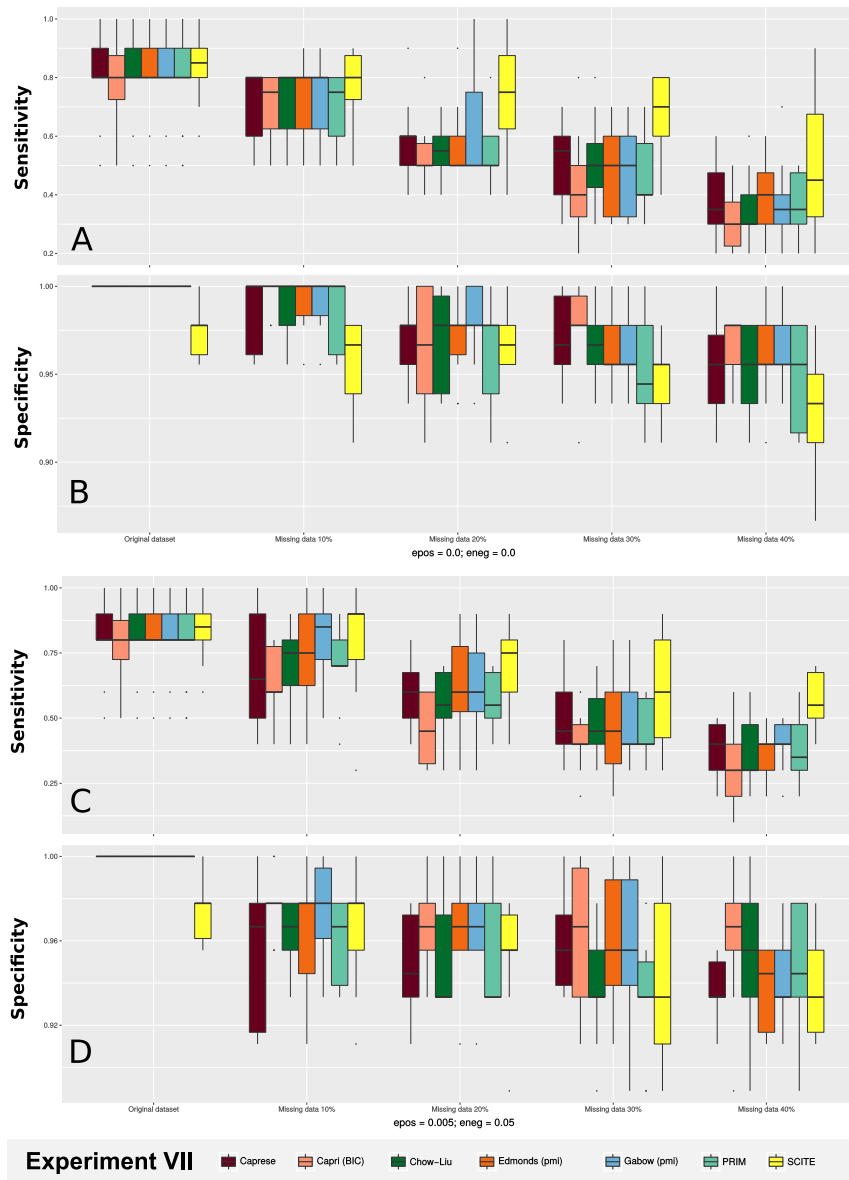 1.0
0.8
0.6
0.4
0.2
Sensitivity
A
1.00
0.95
0.90
Specificity
B
Original dataset
Missing data 10%
Missing data 20%
Missing data 30%
Missing data 40%
epos = 0.0; eneg = 0.0
1.00
0.75
0.50
0.25
Sensitivity
C
1.00
0.96
0.92
Specificity
D
Original dataset
Missing data 10%
Missing data 20%
Missing data 30%
Missing data 40%
epos = 0.005; eneg = 0.05
Experiment VII
Caprese
Capri (BIC)
Chow-Liu
Edmonds (pmi)
Gabow (pmi)
PRIM
SCITE